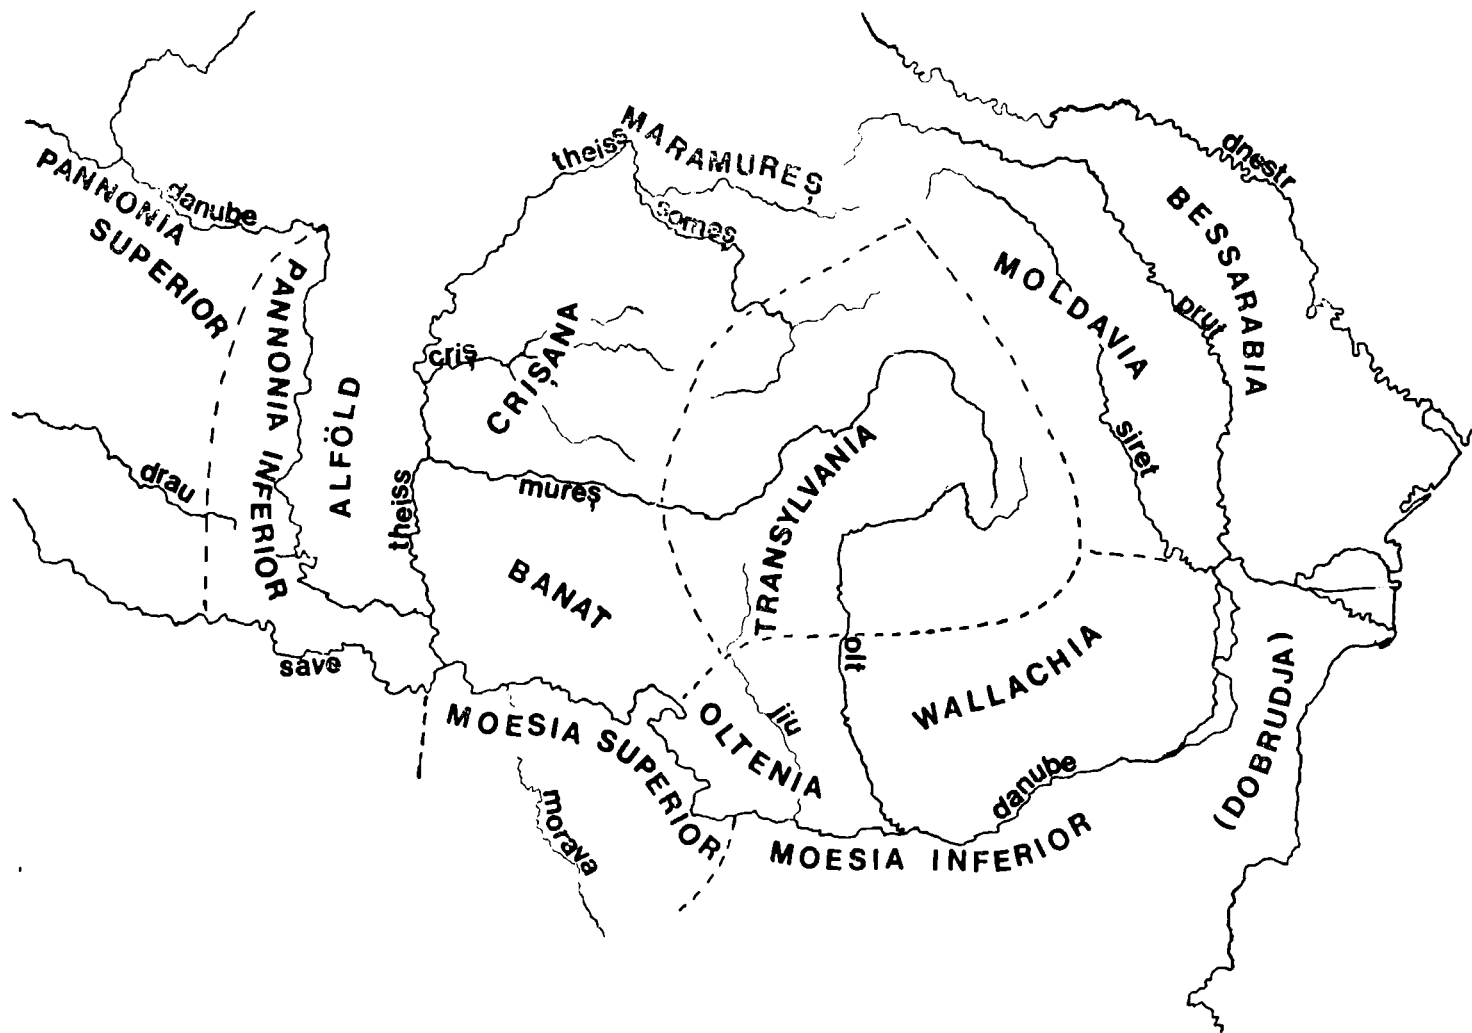 theiss
MARAMUREȘ
dnestr
PANNONIA
SUPERIOR
danube
someș
BESSARABIA
MOLDAVIA
PANNONIA INFERIOR
prut
criș
CRIȘANA
ALFÖLD
siret
TRANSYLVANIA
drau
theiss
mureș
BANAT
save
olt
WALLACHIA
(DOBRUDJA)
MOESIA SUPERIOR
OLTENIA
jiu
danube
morava
MOESIA INFERIOR